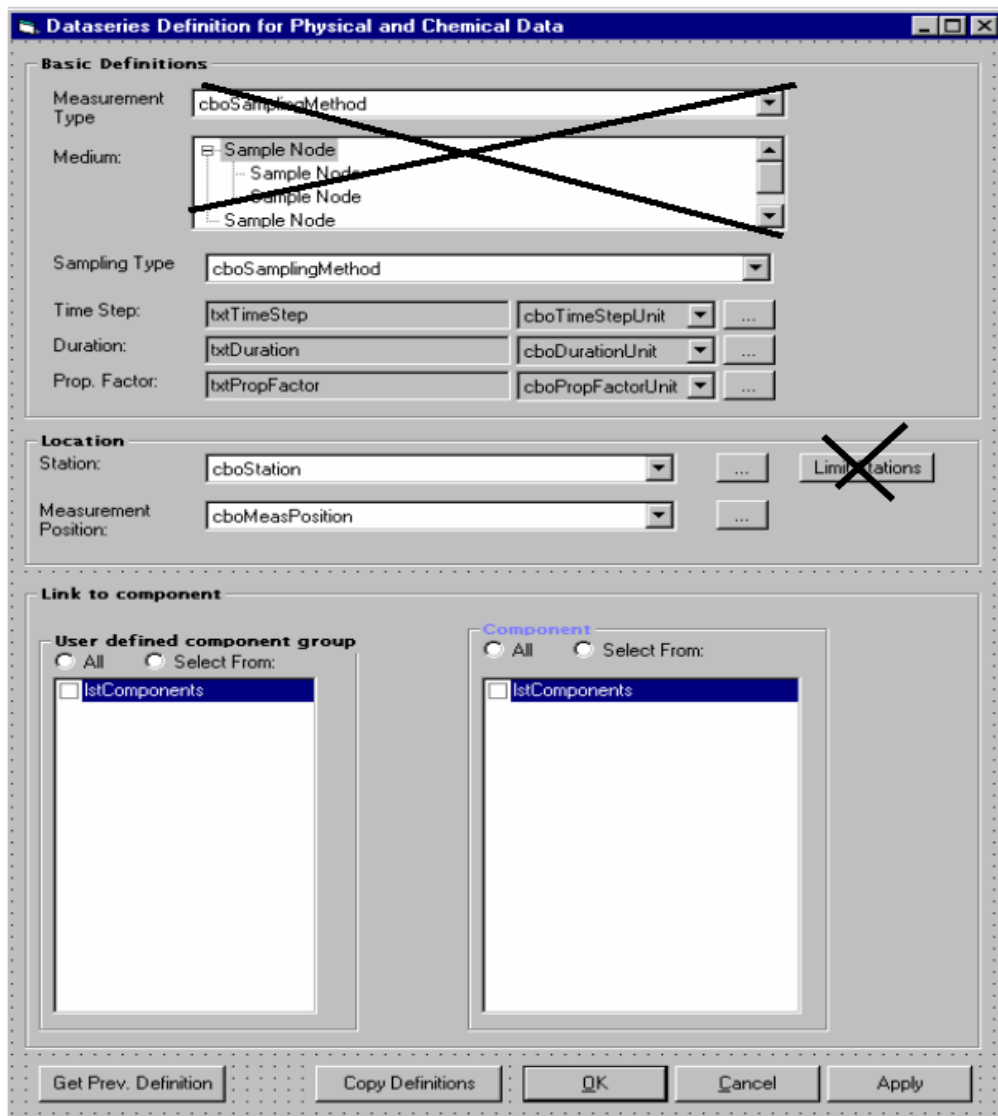 Dataseries Definition for Physical and Chemical Data
Basic Definitions
Measurement Type
cboSamplingMethod
Medium:
Sample Node
Sample Node
Sample Node
Sample Node
Sampling Type
cboSamplingMethod
Time Step:
txtTimeStep
cboTimeStepUnit
...
Duration:
txtDuration
cboDurationUnit
...
Prop. Factor:
txtPropFactor
cboPropFactorUnit
...
Location
Station:
cboStation
...
Limit Stations
Measurement Position:
cboMeasPosition
...
Link to component
User defined component group
All
Select From:
lstComponents
Component
All
Select From:
lstComponents
Get Prev. Definition
Copy Definitions
OK
Cancel
Apply